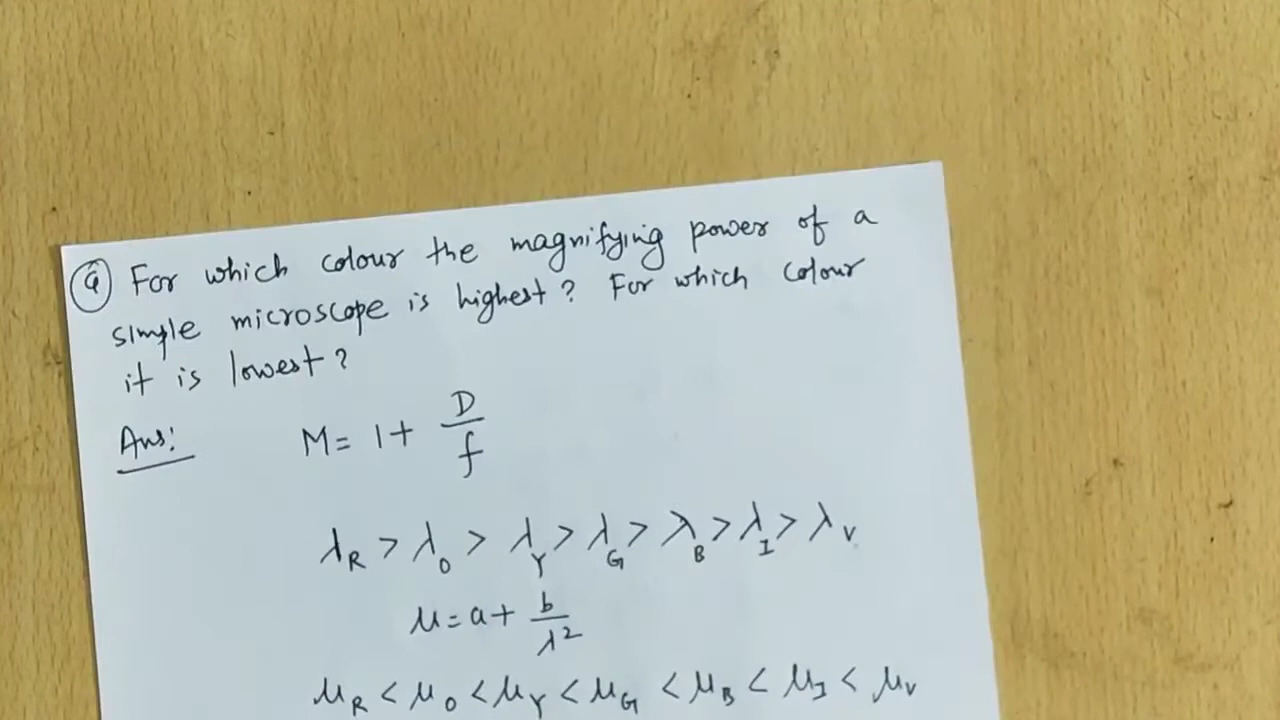 Q For which colour the magnifying power of a
simple microscope is highest? For which colour
it is lowest?
Ans: M = 1 + D/f
λR > λO > λY > λG > λB > λI > λV
μ = a + b/λ²
μR < μO < μY < μG < μB < μI < μV